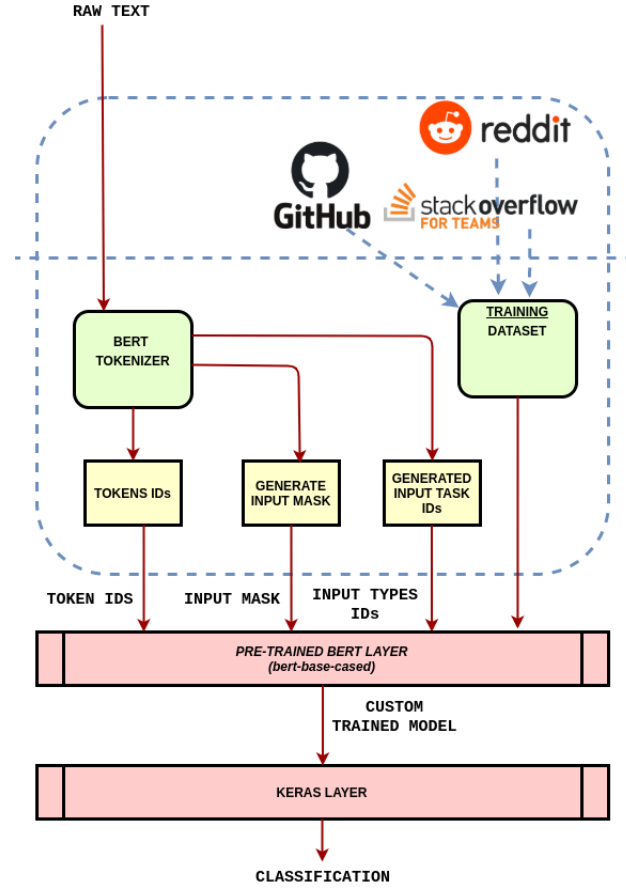 RAW TEXT
reddit
GitHub
stackoverflow
FOR TEAMS
TRAINING
DATASET
BERT
TOKENIZER
TOKENS IDs
GENERATE
INPUT MASK
GENERATED
INPUT TASK
IDs
TOKEN IDS
INPUT MASK
INPUT TYPES
IDs
PRE-TRAINED BERT LAYER
(bert-base-cased)
CUSTOM
TRAINED MODEL
KERAS LAYER
CLASSIFICATION